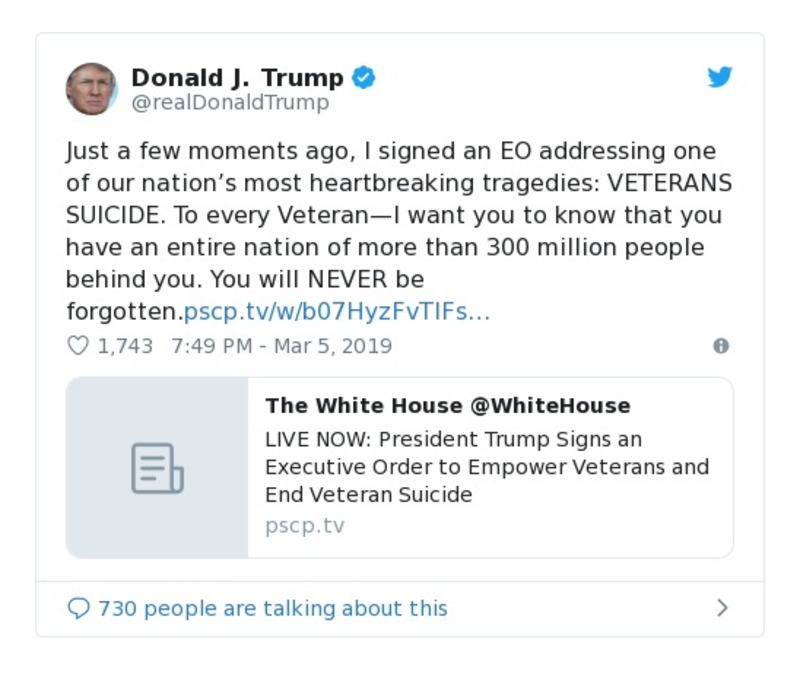 Donald J. Trump
@realDonaldTrump
Just a few moments ago, I signed an EO addressing one
of our nation’s most heartbreaking tragedies: VETERANS
SUICIDE. To every Veteran—I want you to know that you
have an entire nation of more than 300 million people
behind you. You will NEVER be
forgotten.pscp.tv/w/b07HyzFvTlFs…
1,743 7:49 PM - Mar 5, 2019
The White House @WhiteHouse
LIVE NOW: President Trump Signs an
Executive Order to Empower Veterans and
End Veteran Suicide
pscp.tv
730 people are talking about this